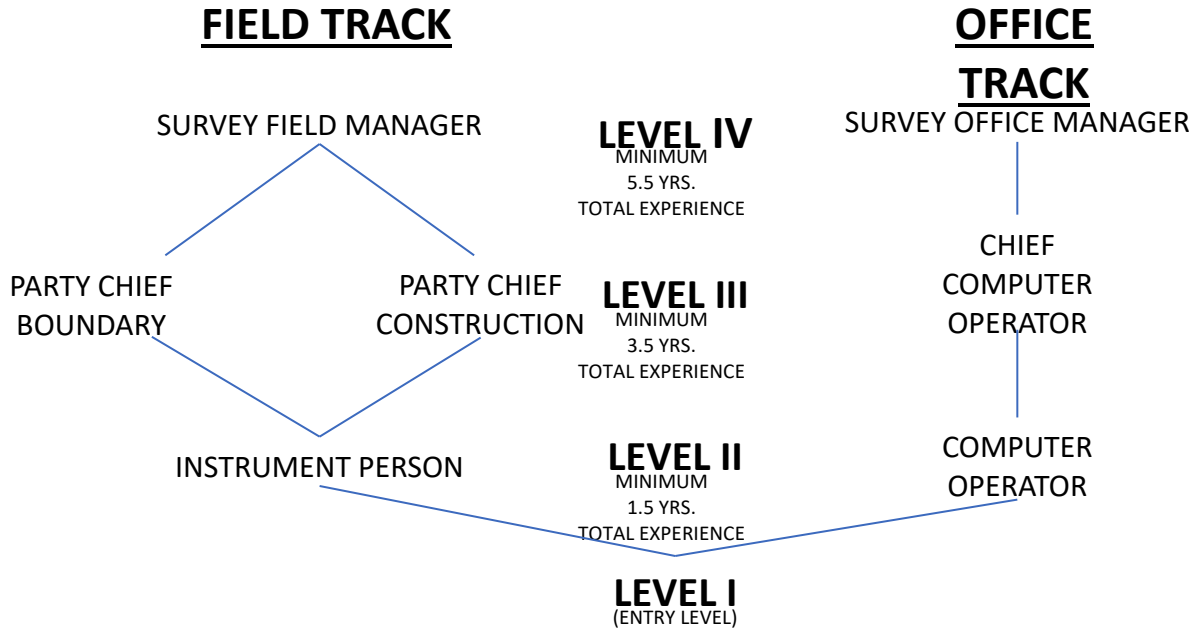 FIELD TRACK
OFFICE
TRACK
SURVEY FIELD MANAGER
LEVEL IV
MINIMUM
5.5 YRS.
TOTAL EXPERIENCE
SURVEY OFFICE MANAGER
PARTY CHIEF
BOUNDARY
PARTY CHIEF
CONSTRUCTION
LEVEL III
MINIMUM
3.5 YRS.
TOTAL EXPERIENCE
CHIEF
COMPUTER
OPERATOR
INSTRUMENT PERSON
LEVEL II
MINIMUM
1.5 YRS.
TOTAL EXPERIENCE
COMPUTER
OPERATOR
LEVEL I
(ENTRY LEVEL)